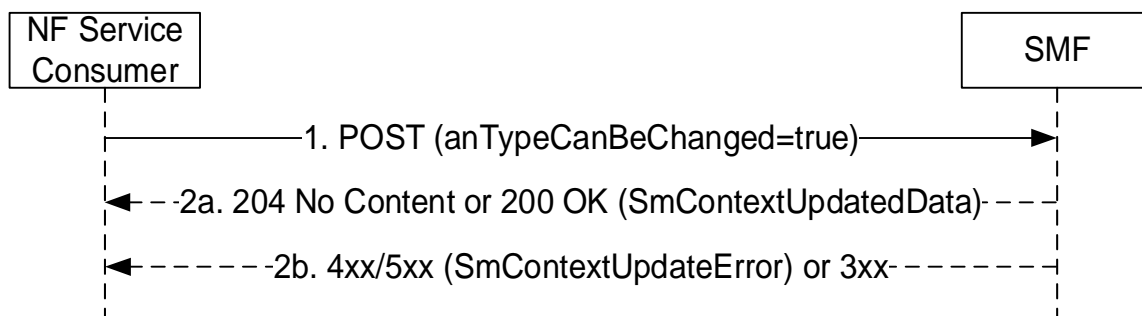 NF Service
Consumer
SMF
1. POST (anTypeCanBeChanged=true)
2a. 204 No Content or 200 OK (SmContextUpdatedData)
2b. 4xx/5xx (SmContextUpdateError) or 3xx